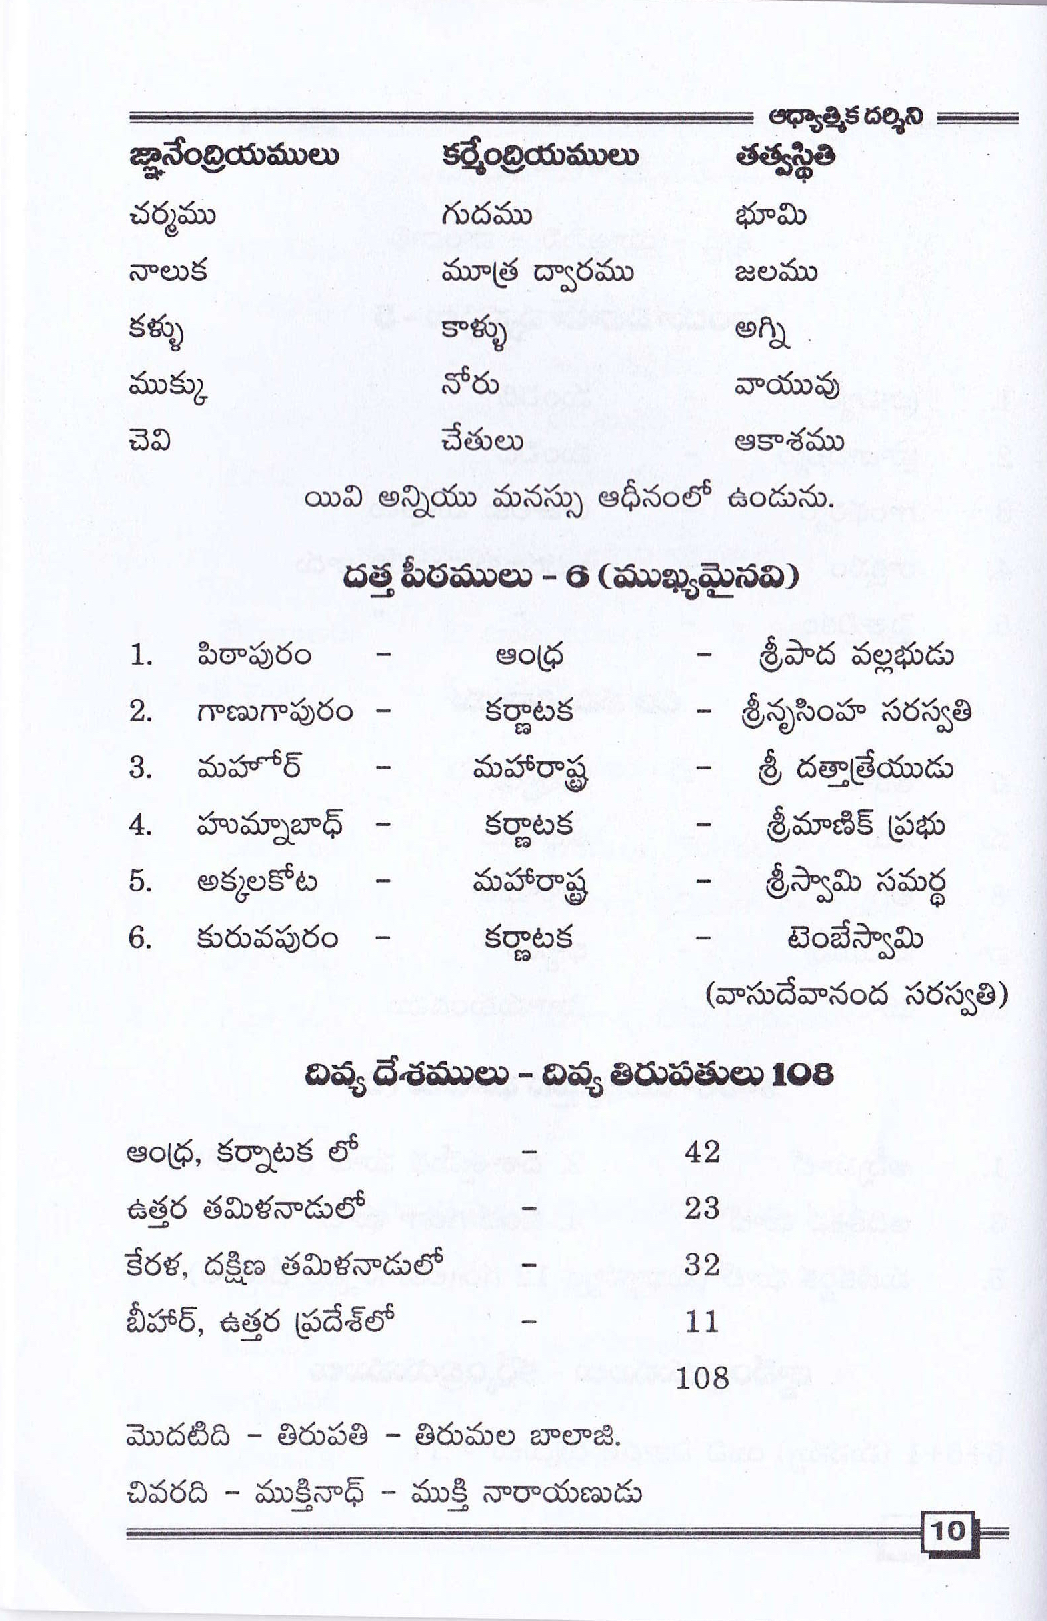 ఆధ్యాత్మిక దర్శిని
జ్ఞానేంద్రియములు కర్మేంద్రియములు తత్వస్థితి
చర్మము గుదము భూమి
నాలుక మూత్ర ద్వారము జలము
కళ్ళు కాళ్ళు అగ్ని
ముక్కు నోరు వాయువు
చెవి చేతులు ఆకాశము
యివి అన్నియు మనస్సు ఆధీనంలో ఉండును.
దత్త పీఠములు - 6 (ముఖ్యమైనవి)
1. పిఠాపురం - ఆంధ్ర - శ్రీపాద వల్లభుడు
2. గాణుగాపురం - కర్ణాటక - శ్రీనృసింహ సరస్వతి
3. మహోర్ - మహారాష్ట్ర - శ్రీ దత్తాత్రేయుడు
4. హుమ్నాబాధ్ - కర్ణాటక - శ్రీమాణిక్ ప్రభు
5. అక్కలకోట - మహారాష్ట్ర - శ్రీస్వామి సమర్థ
6. కురువపురం - కర్ణాటక - టెంబేస్వామి
(వాసుదేవానంద సరస్వతి)
దివ్య దేశములు - దివ్య తిరుపతులు 108
ఆంధ్ర, కర్నాటక లో - 42
ఉత్తర తమిళనాడులో - 23
కేరళ, దక్షిణ తమిళనాడులో - 32
బీహార్, ఉత్తర ప్రదేశ్‌లో - 11
108
మొదటిది - తిరుపతి - తిరుమల బాలాజి.
చివరది - ముక్తినాధ్ - ముక్తి నారాయణుడు
10